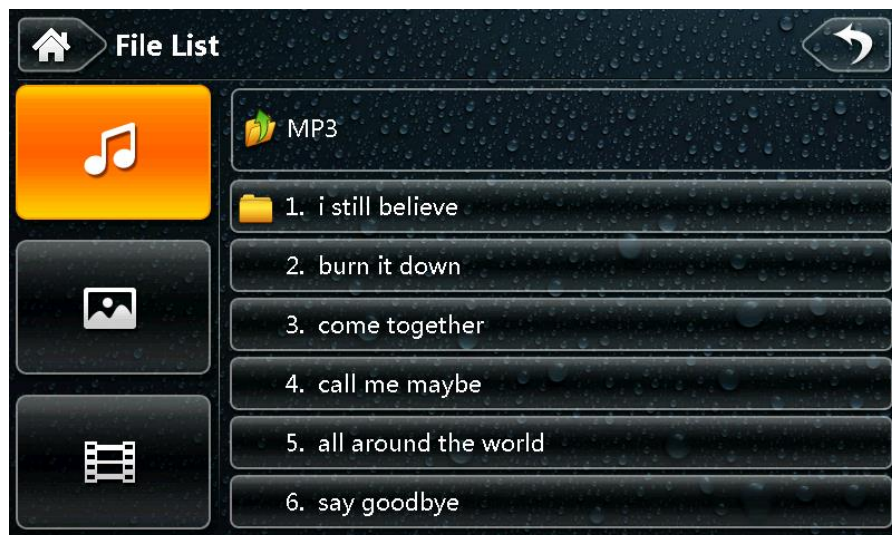 File List
MP3
1. i still believe
2. burn it down
3. come together
4. call me maybe
5. all around the world
6. say goodbye